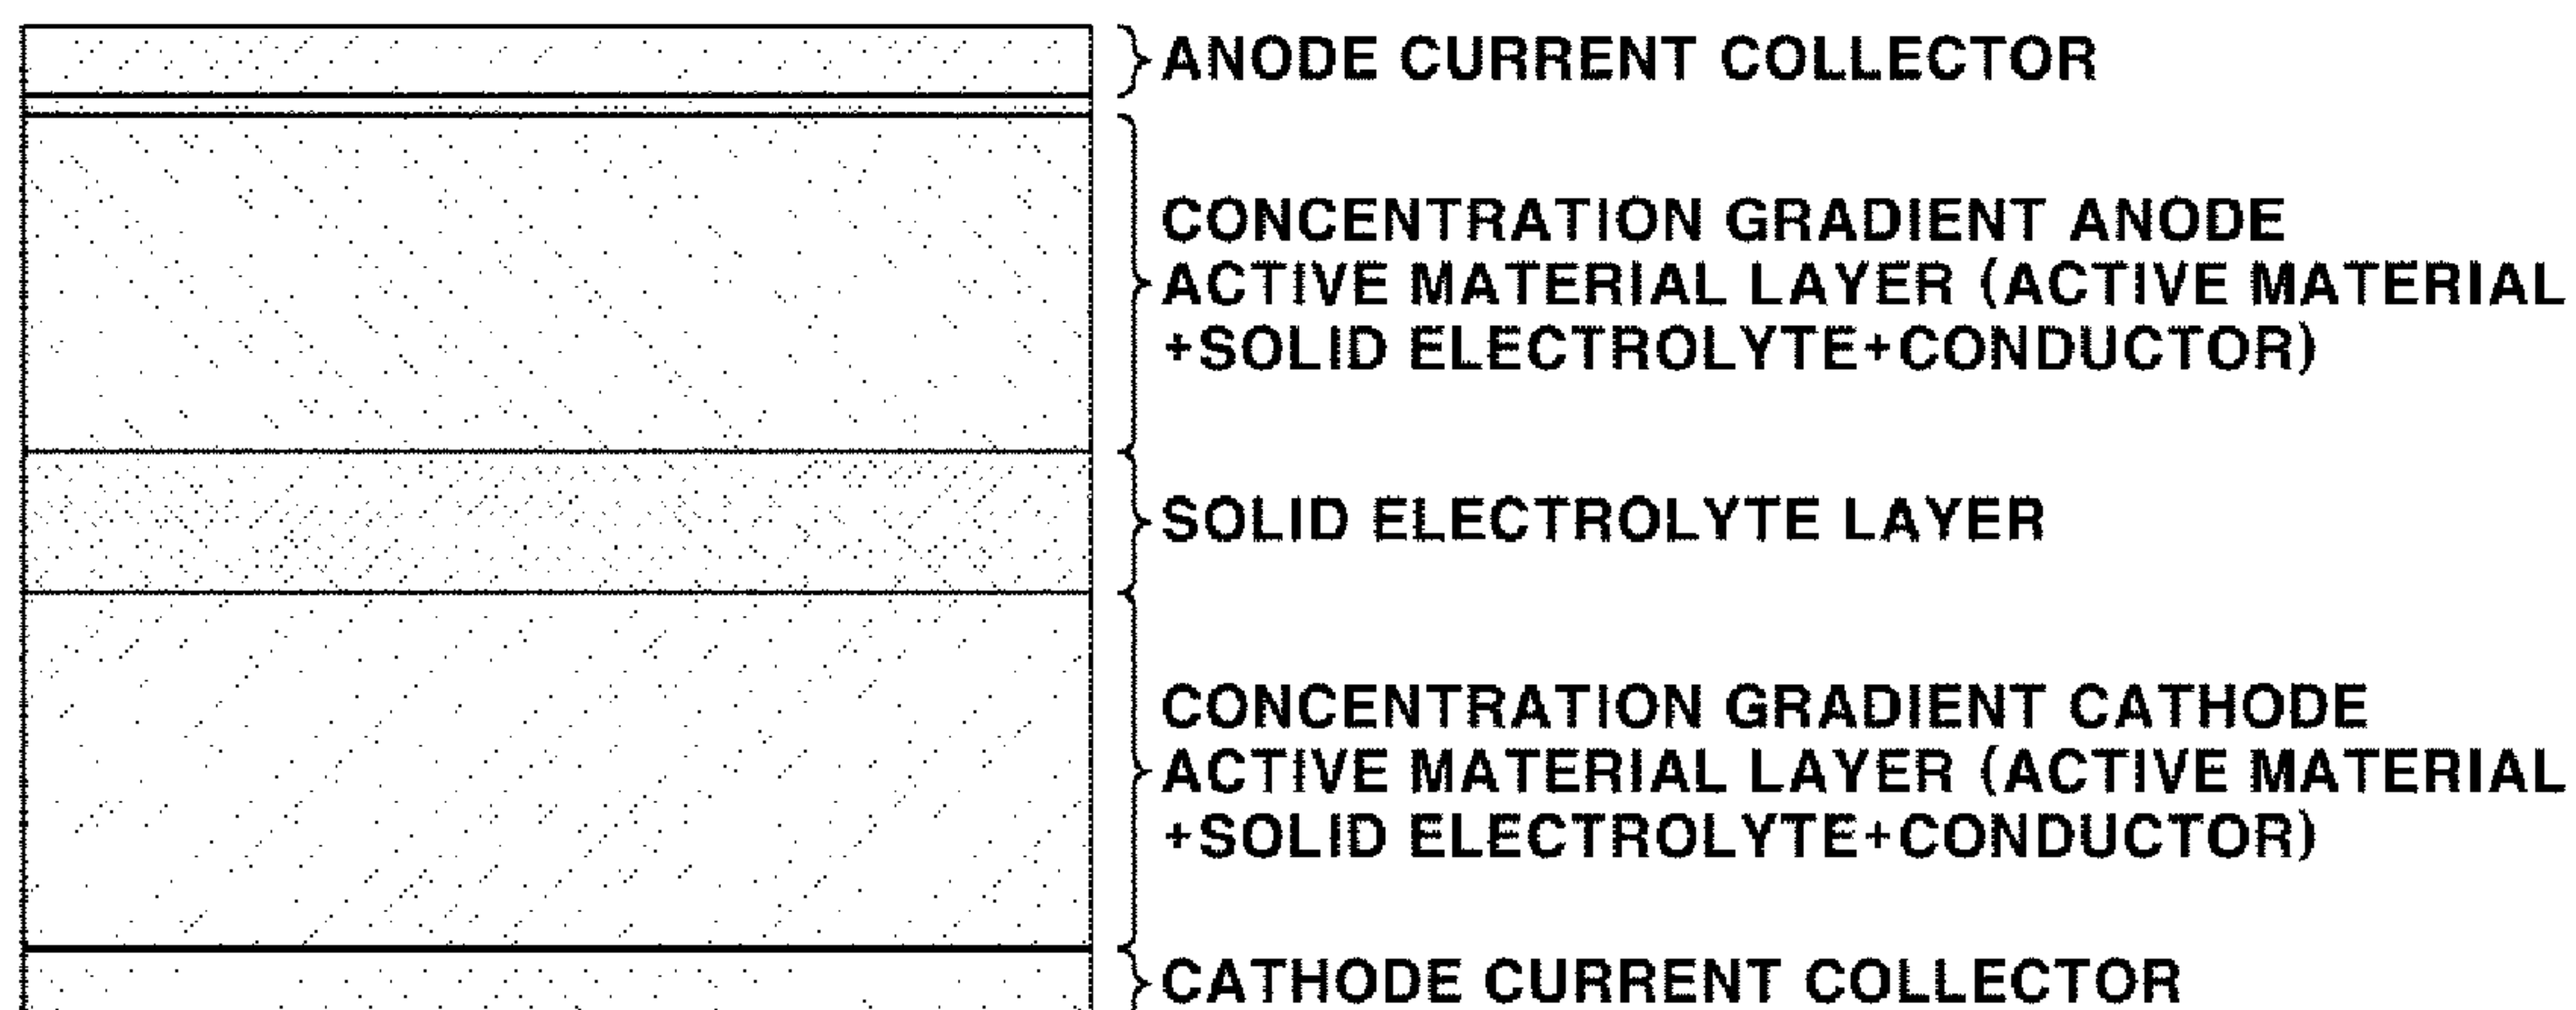 ANODE CURRENT COLLECTOR
CONCENTRATION GRADIENT ANODE
ACTIVE MATERIAL LAYER (ACTIVE MATERIAL
+SOLID ELECTROLYTE+CONDUCTOR)
SOLID ELECTROLYTE LAYER
CONCENTRATION GRADIENT CATHODE
ACTIVE MATERIAL LAYER (ACTIVE MATERIAL
+SOLID ELECTROLYTE+CONDUCTOR)
CATHODE CURRENT COLLECTOR